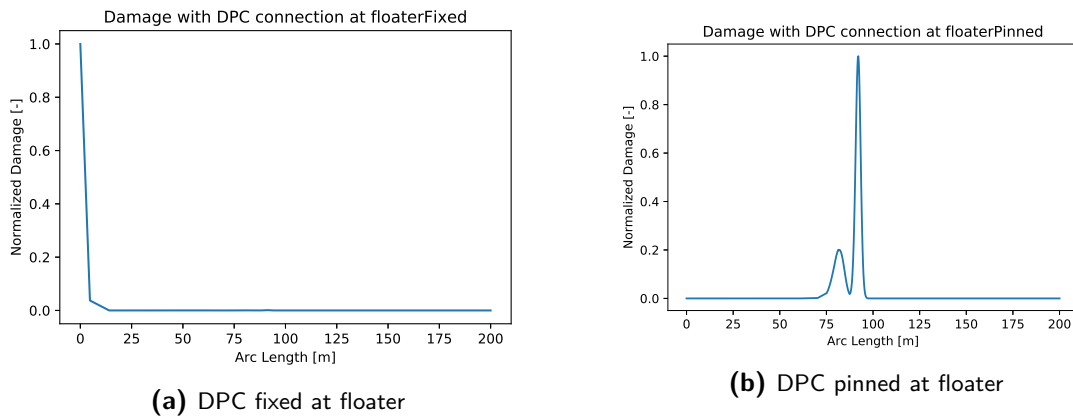 Damage with DPC connection at floaterFixed
1.0
0.8
0.6
0.4
0.2
0.0
Normalized Damage [-]
0 25 50 75 100 125 150 175 200
Arc Length [m]
(a) DPC fixed at floater
Damage with DPC connection at floaterPinned
1.0
0.8
0.6
0.4
0.2
0.0
Normalized Damage [-]
0 25 50 75 100 125 150 175 200
Arc Length [m]
(b) DPC pinned at floater